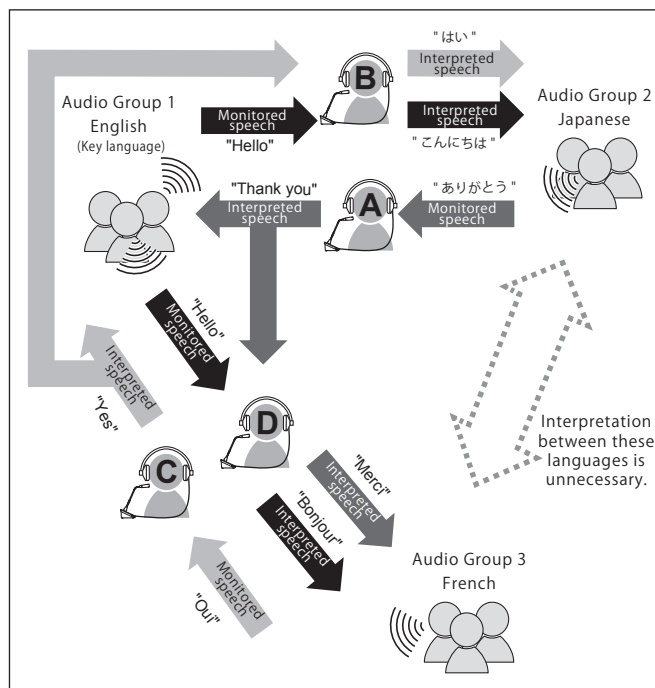 " はい "
Interpreted
speech
B
Audio Group 1
English
(Key language)
Monitored
speech
"Hello"
Interpreted
speech
" こんにちは "
Audio Group 2
Japanese
"Thank you"
Interpreted
speech
A
" ありがとう "
Monitored
speech
"Hello"
Monitored
speech
Interpreted
speech
"Yes"
D
C
"Merci"
Interpreted
speech
"Bonjour"
Interpreted
speech
Monitored
speech
"Oui"
Interpretation
between these
languages is
unnecessary.
Audio Group 3
French